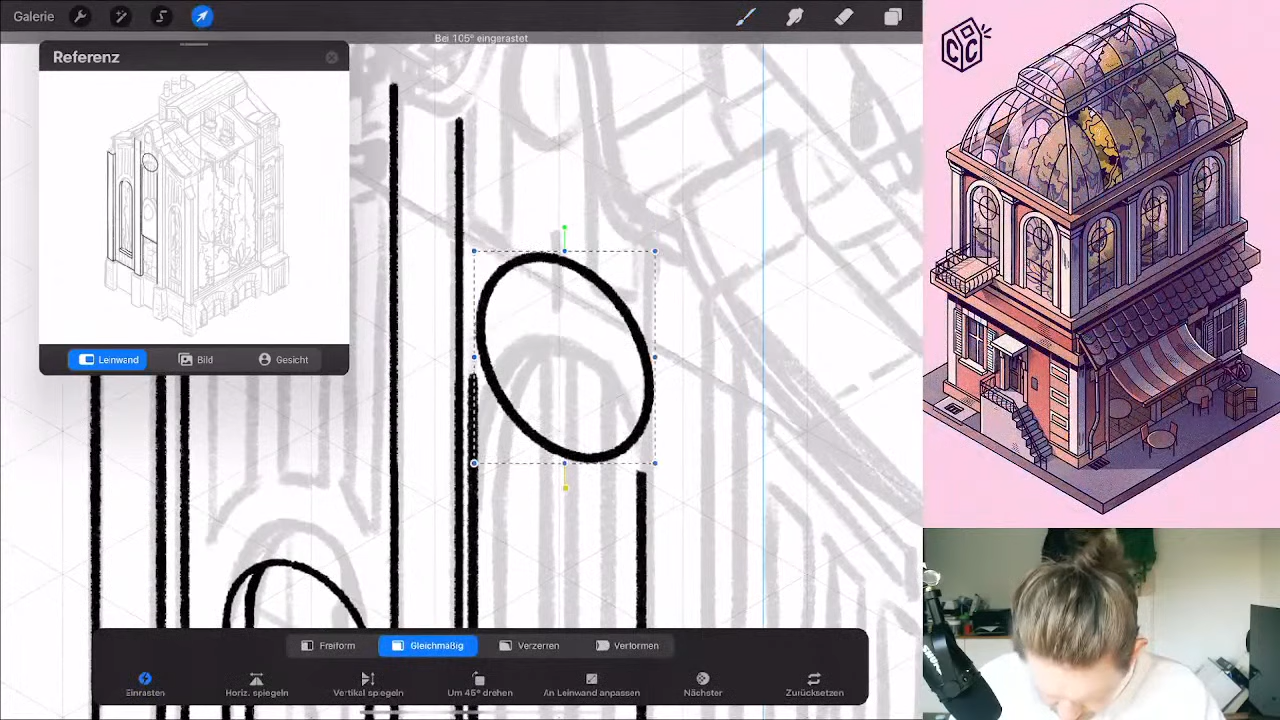 Galerie
Bei 105° eingerastet
Referenz
Leinwand
Bild
Gesicht
CC
Freiform
Gleichmäßig
Verzerren
Verformen
Einrasten
Horiz. spiegeln
Vertikal spiegeln
Um 45° drehen
An Leinwand anpassen
Nächster
Zurücksetzen